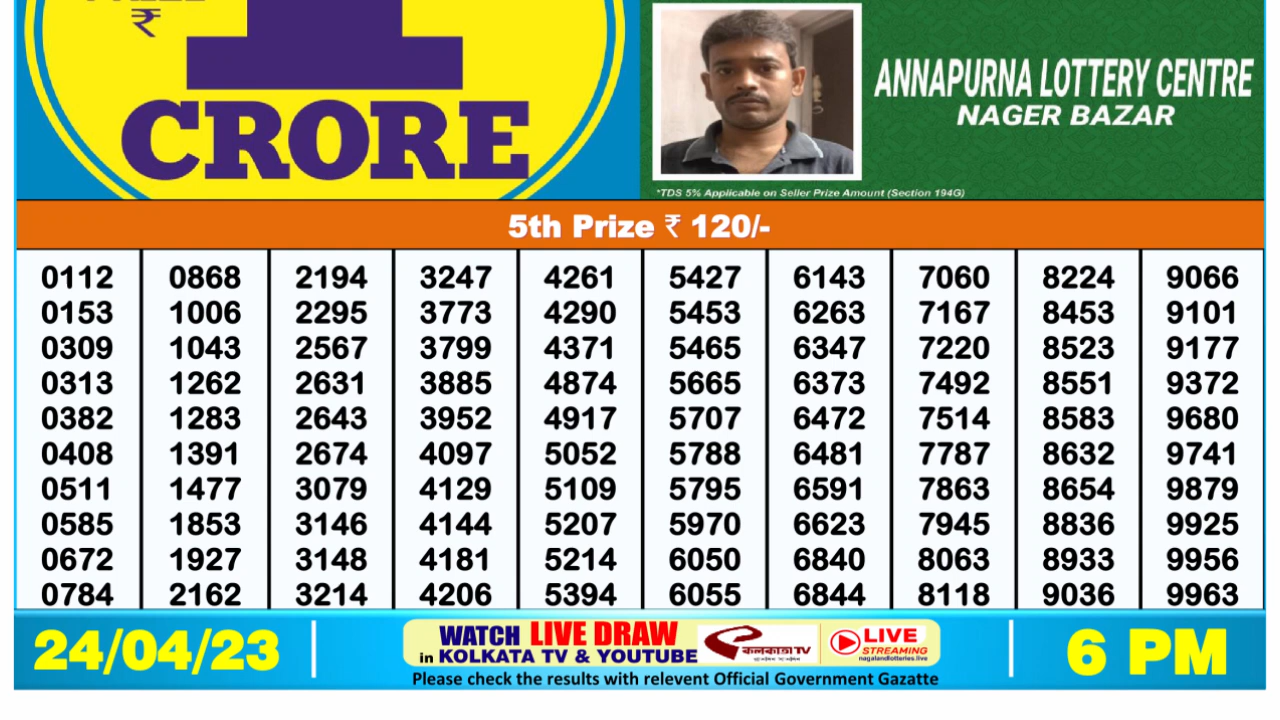 ₹
1
CRORE
ANNAPURNA LOTTERY CENTRE
NAGER BAZAR
*TDS 5% Applicable on Seller Prize Amount (Section 194G)
5th Prize ₹ 120/-
0112 0868 2194 3247 4261 5427 6143 7060 8224 9066
0153 1006 2295 3773 4290 5453 6263 7167 8453 9101
0309 1043 2567 3799 4371 5465 6347 7220 8523 9177
0313 1262 2631 3885 4874 5665 6373 7492 8551 9372
0382 1283 2643 3952 4917 5707 6472 7514 8583 9680
0408 1391 2674 4097 5052 5788 6481 7787 8632 9741
0511 1477 3079 4129 5109 5795 6591 7863 8654 9879
0585 1853 3146 4144 5207 5970 6623 7945 8836 9925
0672 1927 3148 4181 5214 6050 6840 8063 8933 9956
0784 2162 3214 4206 5394 6055 6844 8118 9036 9963
24/04/23
WATCH LIVE DRAW
in KOLKATA TV & YOUTUBE
কলকাতা TV
LIVE
STREAMING
nagalandlotteries.live
Please check the results with relevent Official Government Gazatte
6 PM